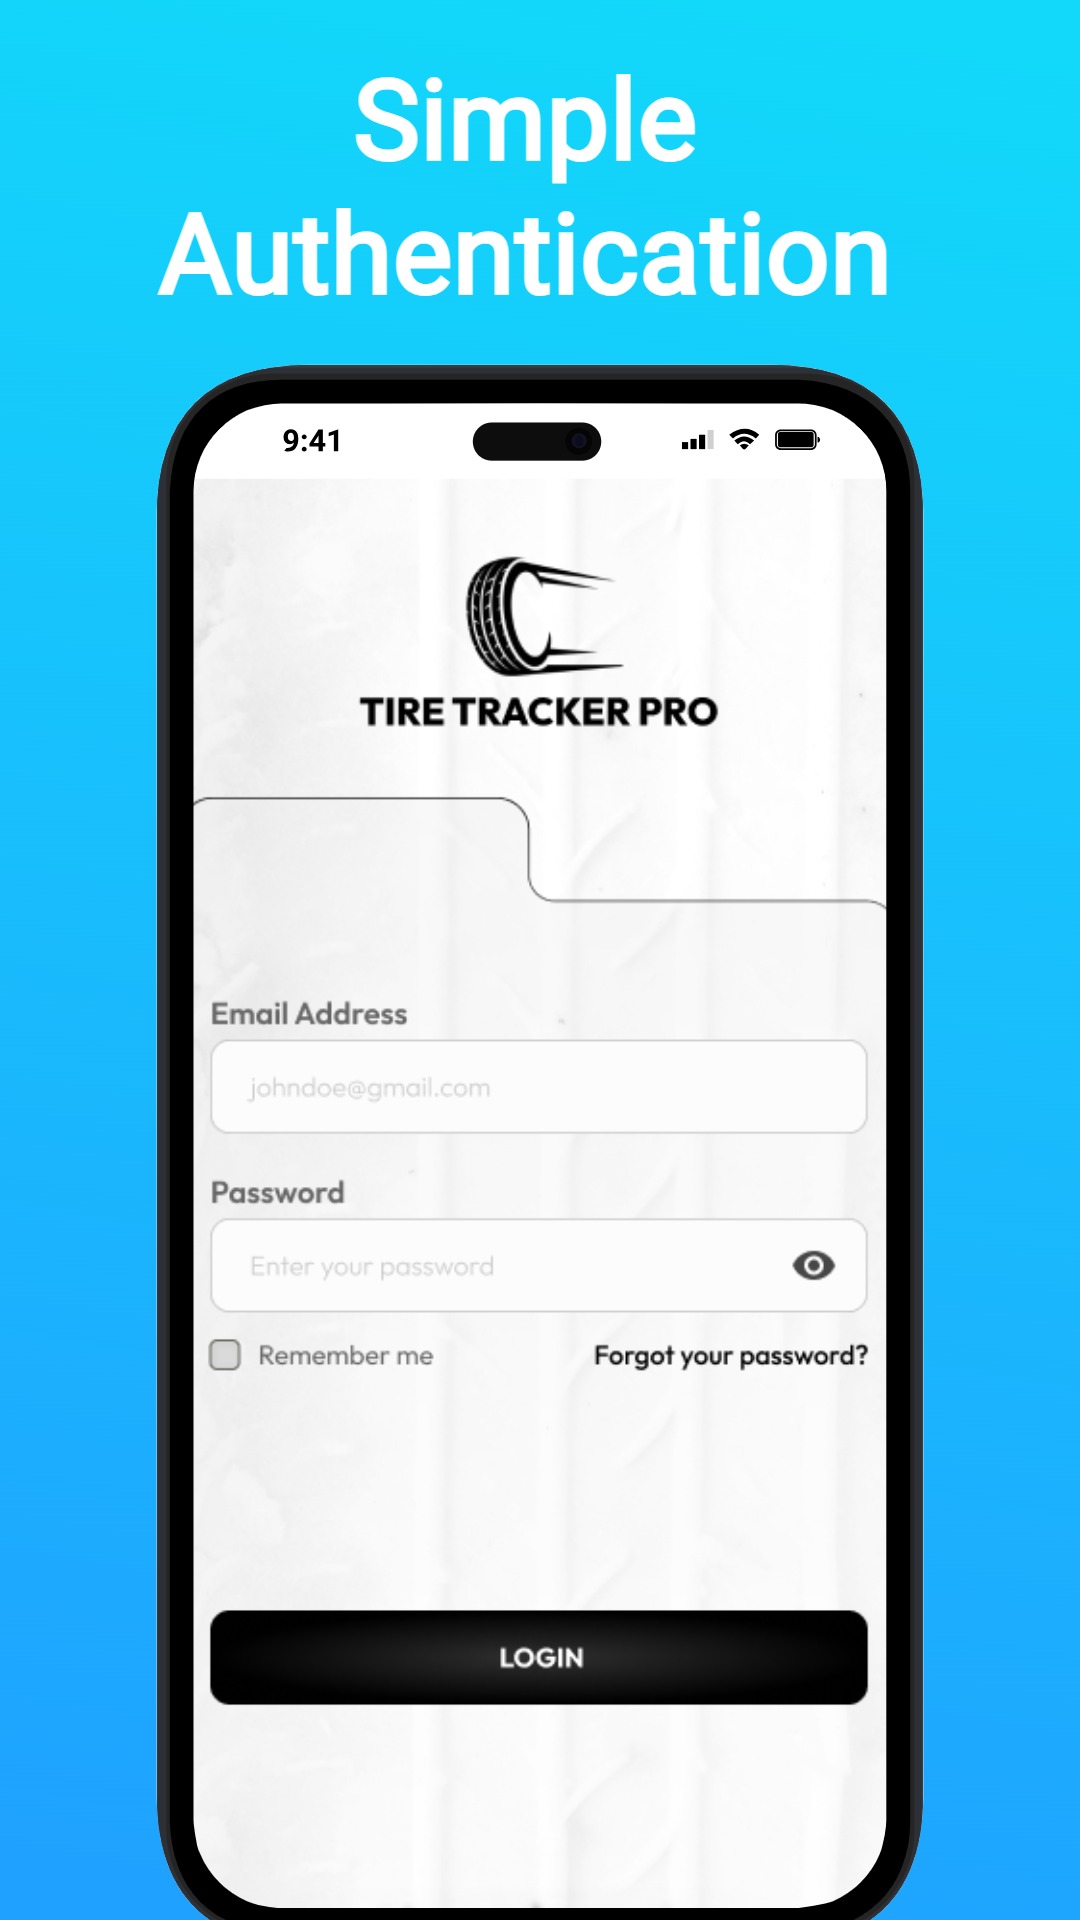 Simple
Authentication
9:41
TIRE TRACKER PRO
Email Address
johndoe@gmail.com
Password
Enter your password
Remember me
Forgot your password?
LOGIN